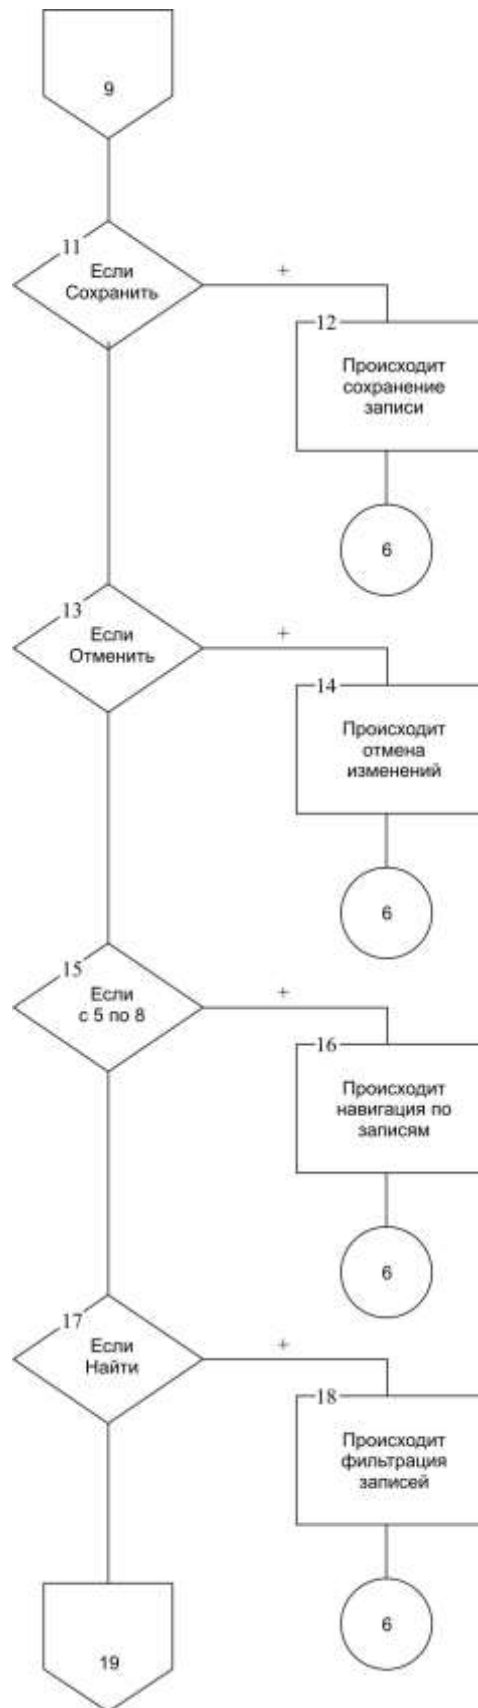 9
11
Если
Сохранить
+
12
Происходит
сохранение
записи
6
13
Если
Отменить
+
14
Происходит
отмена
изменений
6
15
Если
с 5 по 8
+
16
Происходит
навигация по
записям
6
17
Если
Найти
+
18
Происходит
фильтрация
записей
6
19